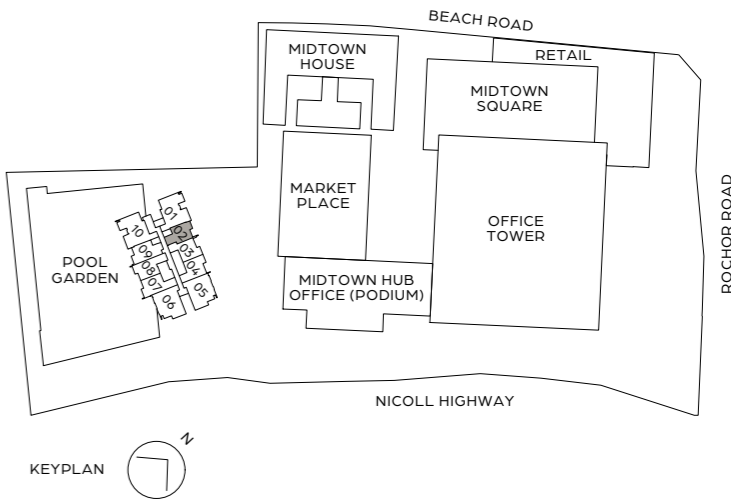 BEACH ROAD
MIDTOWN
HOUSE
RETAIL
MIDTOWN
SQUARE
MARKET
PLACE
OFFICE
TOWER
ROCHOR ROAD
POOL
GARDEN
01
02
03
04
05
10
09
08
07
06
MIDTOWN HUB
OFFICE (PODIUM)
NICOLL HIGHWAY
KEYPLAN
N